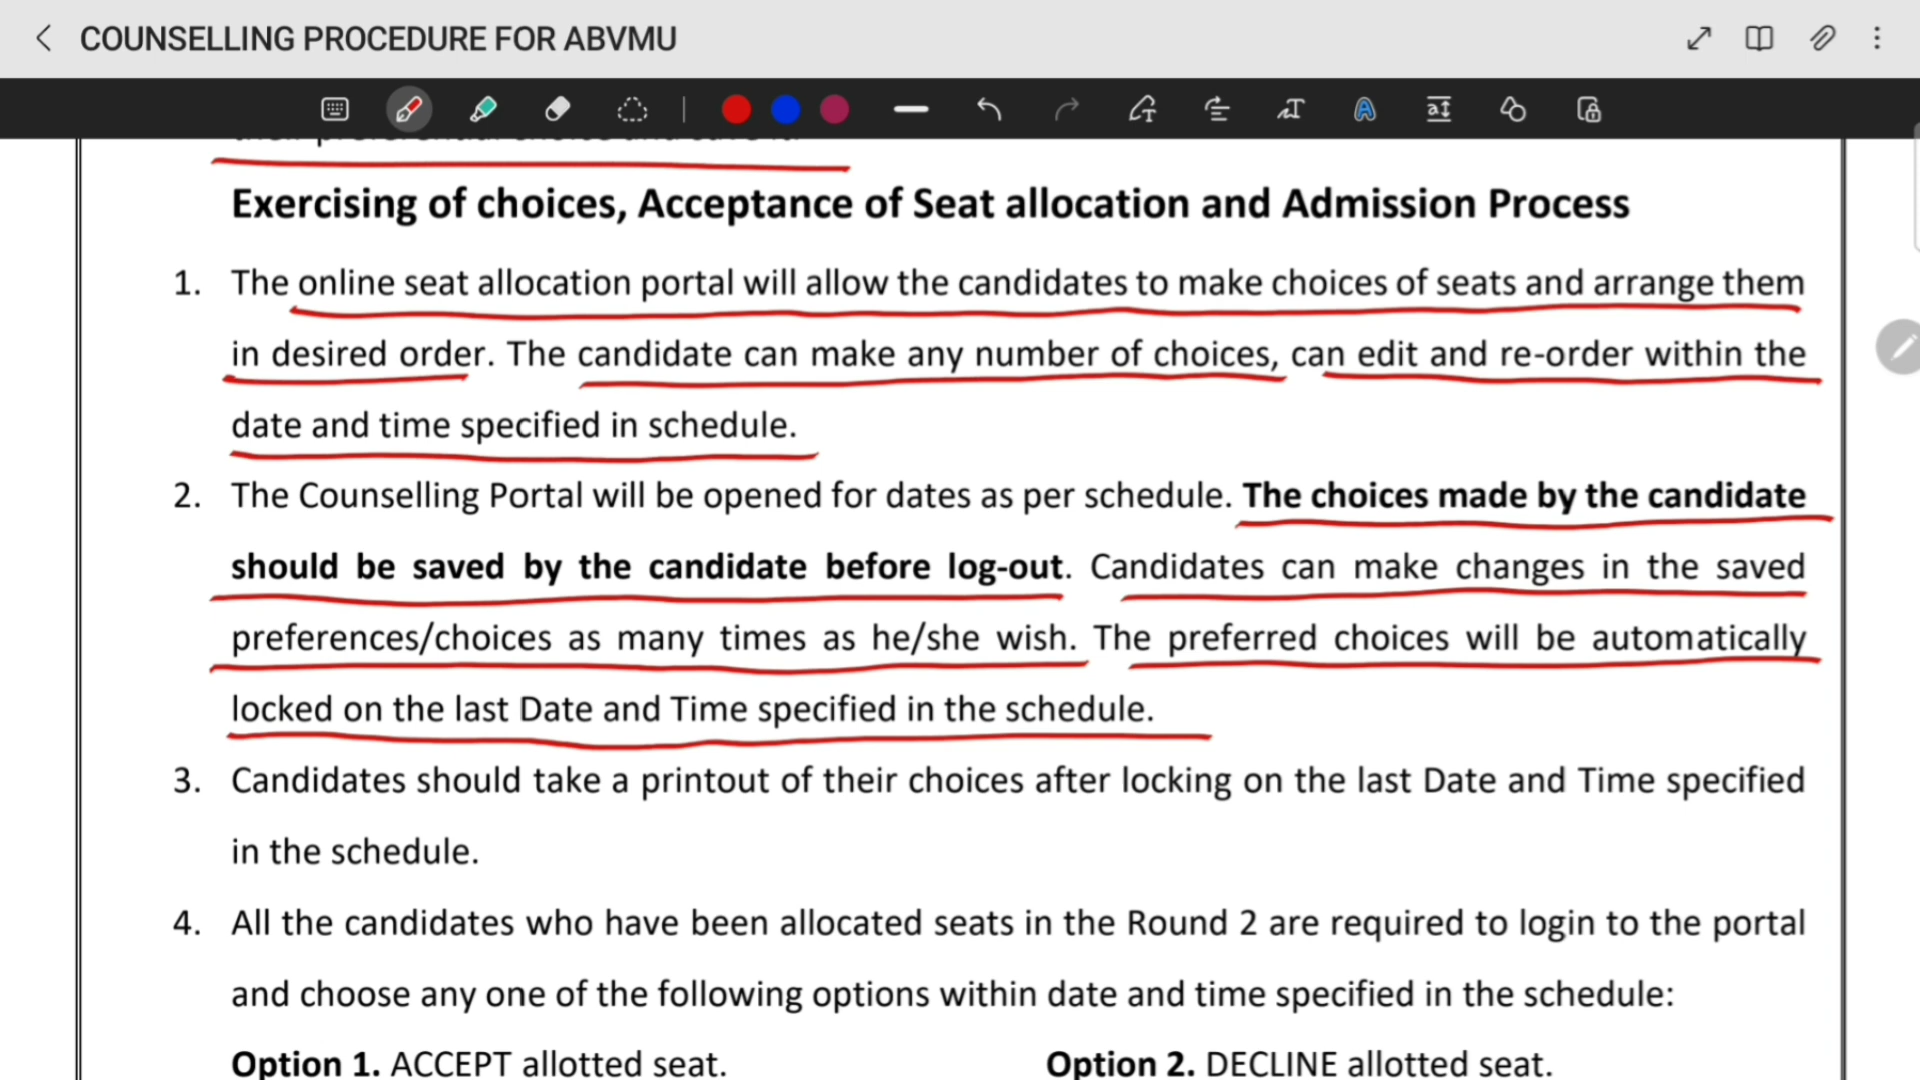 COUNSELLING PROCEDURE FOR ABVMU
Exercising of choices, Acceptance of Seat allocation and Admission Process
1. The online seat allocation portal will allow the candidates to make choices of seats and arrange them
in desired order. The candidate can make any number of choices, can edit and re-order within the
date and time specified in schedule.
2. The Counselling Portal will be opened for dates as per schedule. The choices made by the candidate
should be saved by the candidate before log-out. Candidates can make changes in the saved
preferences/choices as many times as he/she wish. The preferred choices will be automatically
locked on the last Date and Time specified in the schedule.
3. Candidates should take a printout of their choices after locking on the last Date and Time specified
in the schedule.
4. All the candidates who have been allocated seats in the Round 2 are required to login to the portal
and choose any one of the following options within date and time specified in the schedule:
Option 1. ACCEPT allotted seat. Option 2. DECLINE allotted seat.